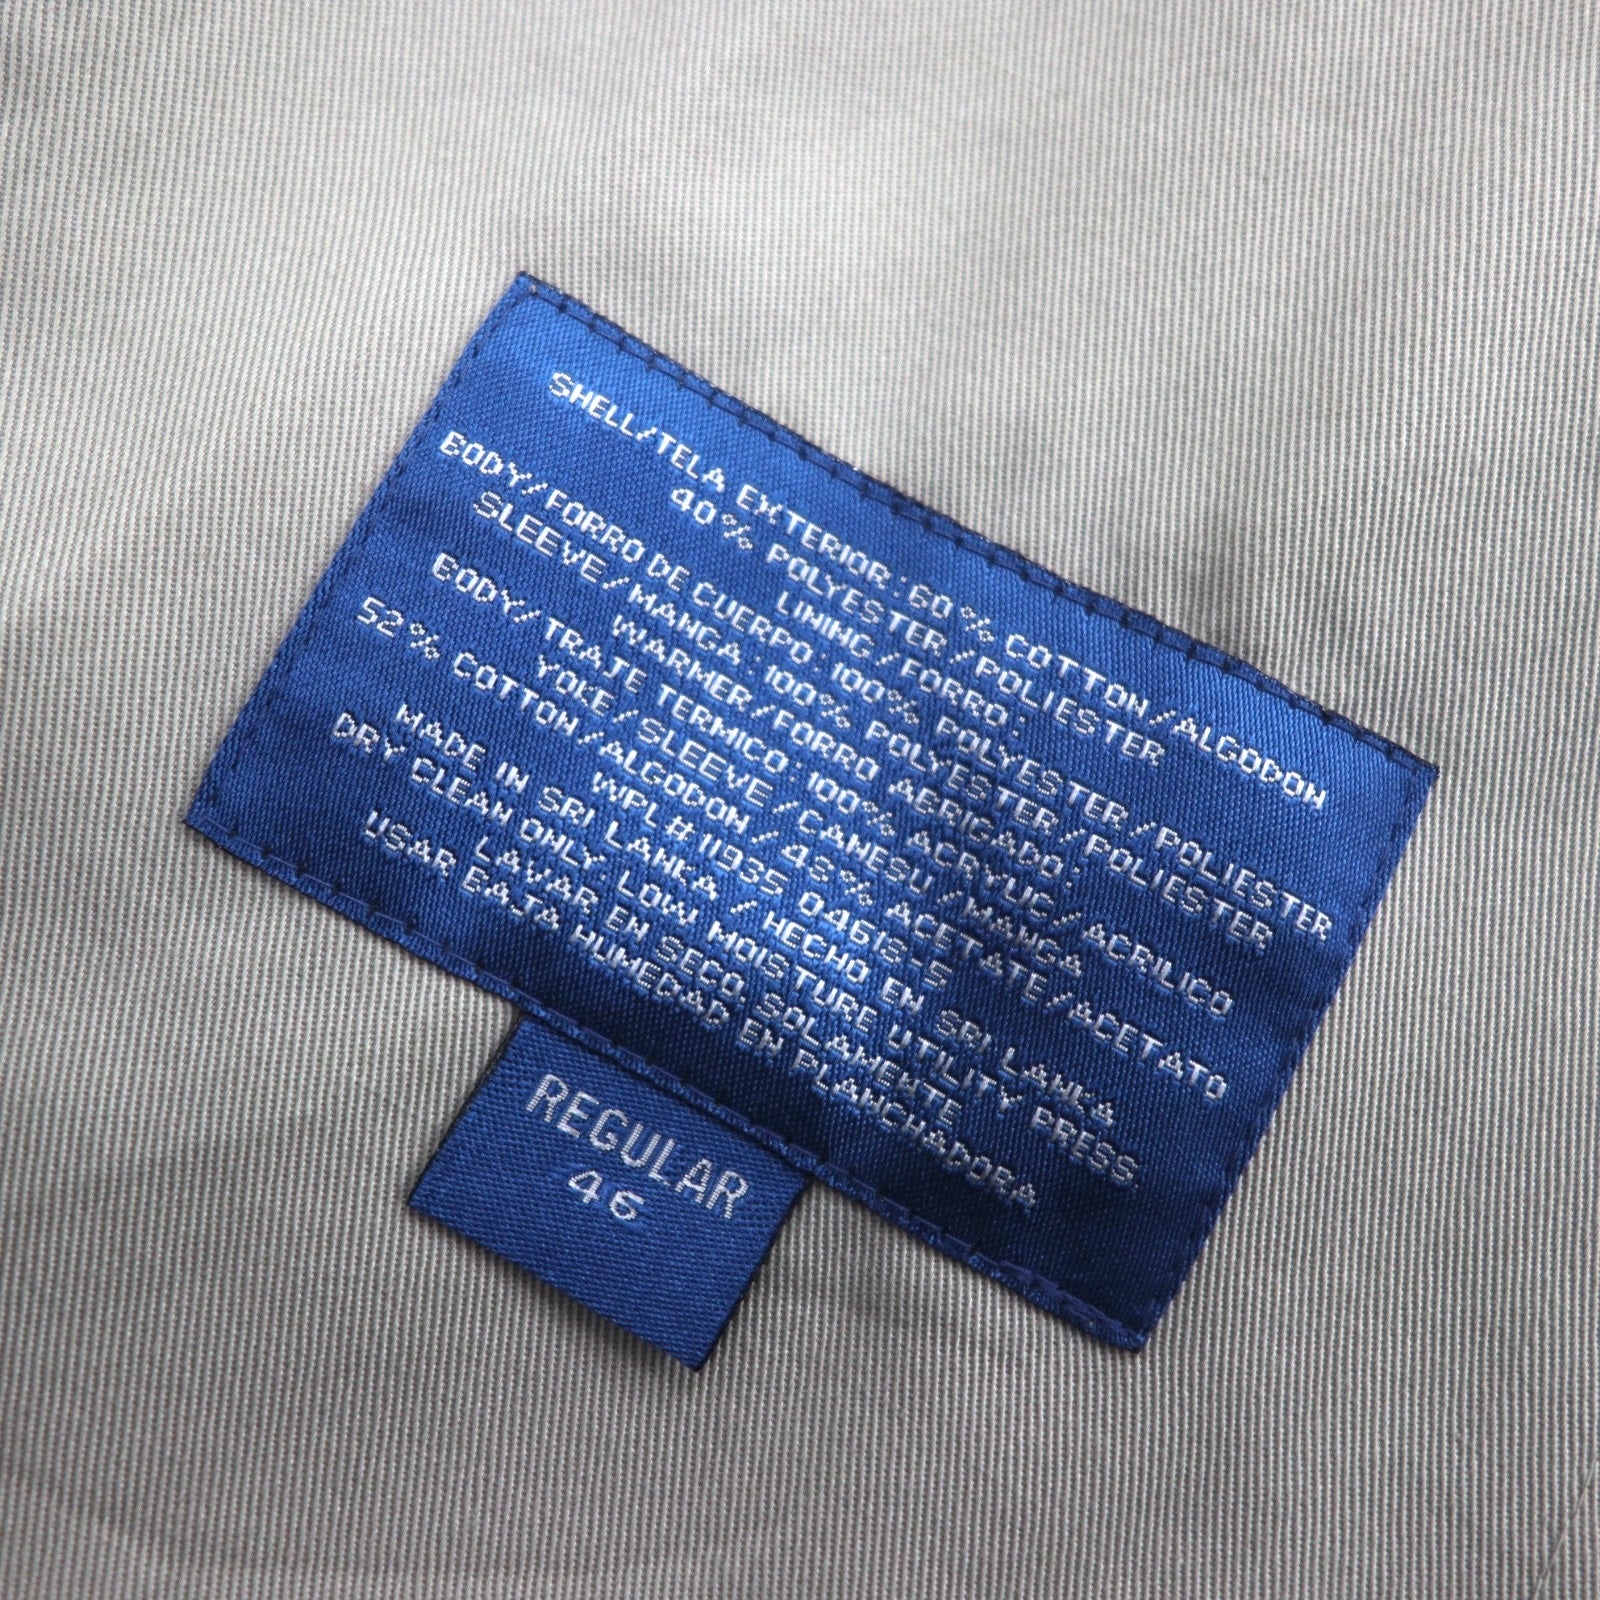 SHELL/TELA EXTERIOR: 60% COTTON/ALGODON
40% POLYESTER/POLIESTER
LINING/FORRO:
BODY/FORRO DE CUERPO: 100% POLYESTER/POLIESTER
SLEEVE/MANGA: 100% POLYESTER/POLIESTER
WARMER/FORRO ABRIGADO:
BODY/TRAJE TERMICO: 100% ACRYLIC/ACRILICO
YOKE/SLEEVE/CANESU/MANGA
52% COTTON/ALGODON/48% ACETATE/ACETATO
WPL# 11935 04618-5
MADE IN SRI LANKA/HECHO EN SRI LANKA
DRY CLEAN ONLY. LOW MOISTURE UTILITY PRESS.
LAVAR EN SECO. SOLAMENTE
USAR BAJA HUMEDAD EN PLANCHADORA
REGULAR
46